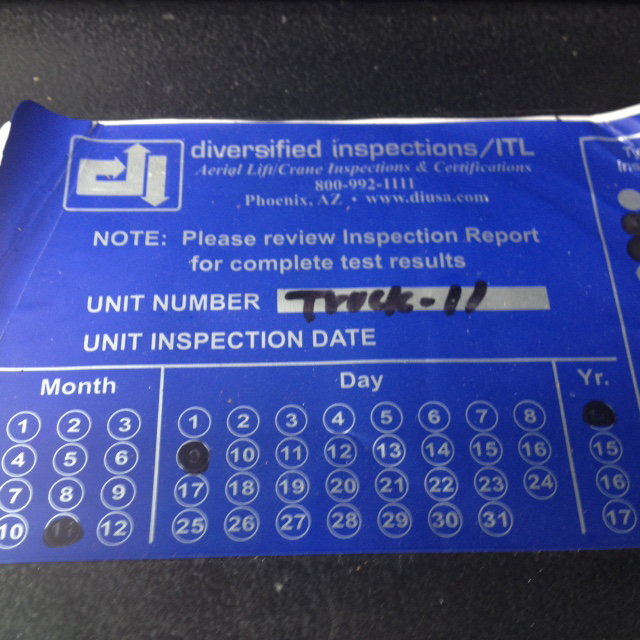 diversified inspections/ITL
Aerial Lift/Crane Inspections & Certifications
800-992-1111
Phoenix, AZ • www.diusa.com
NOTE: Please review Inspection Report
for complete test results
UNIT NUMBER Truck-11
UNIT INSPECTION DATE
Month Day Yr.
1 2 3 1 2 3 4 5 6 7 8
4 5 6 9 10 11 12 13 14 15 16 15
7 8 9 17 18 19 20 21 22 23 24 16
10 11 12 25 26 27 28 29 30 31 17